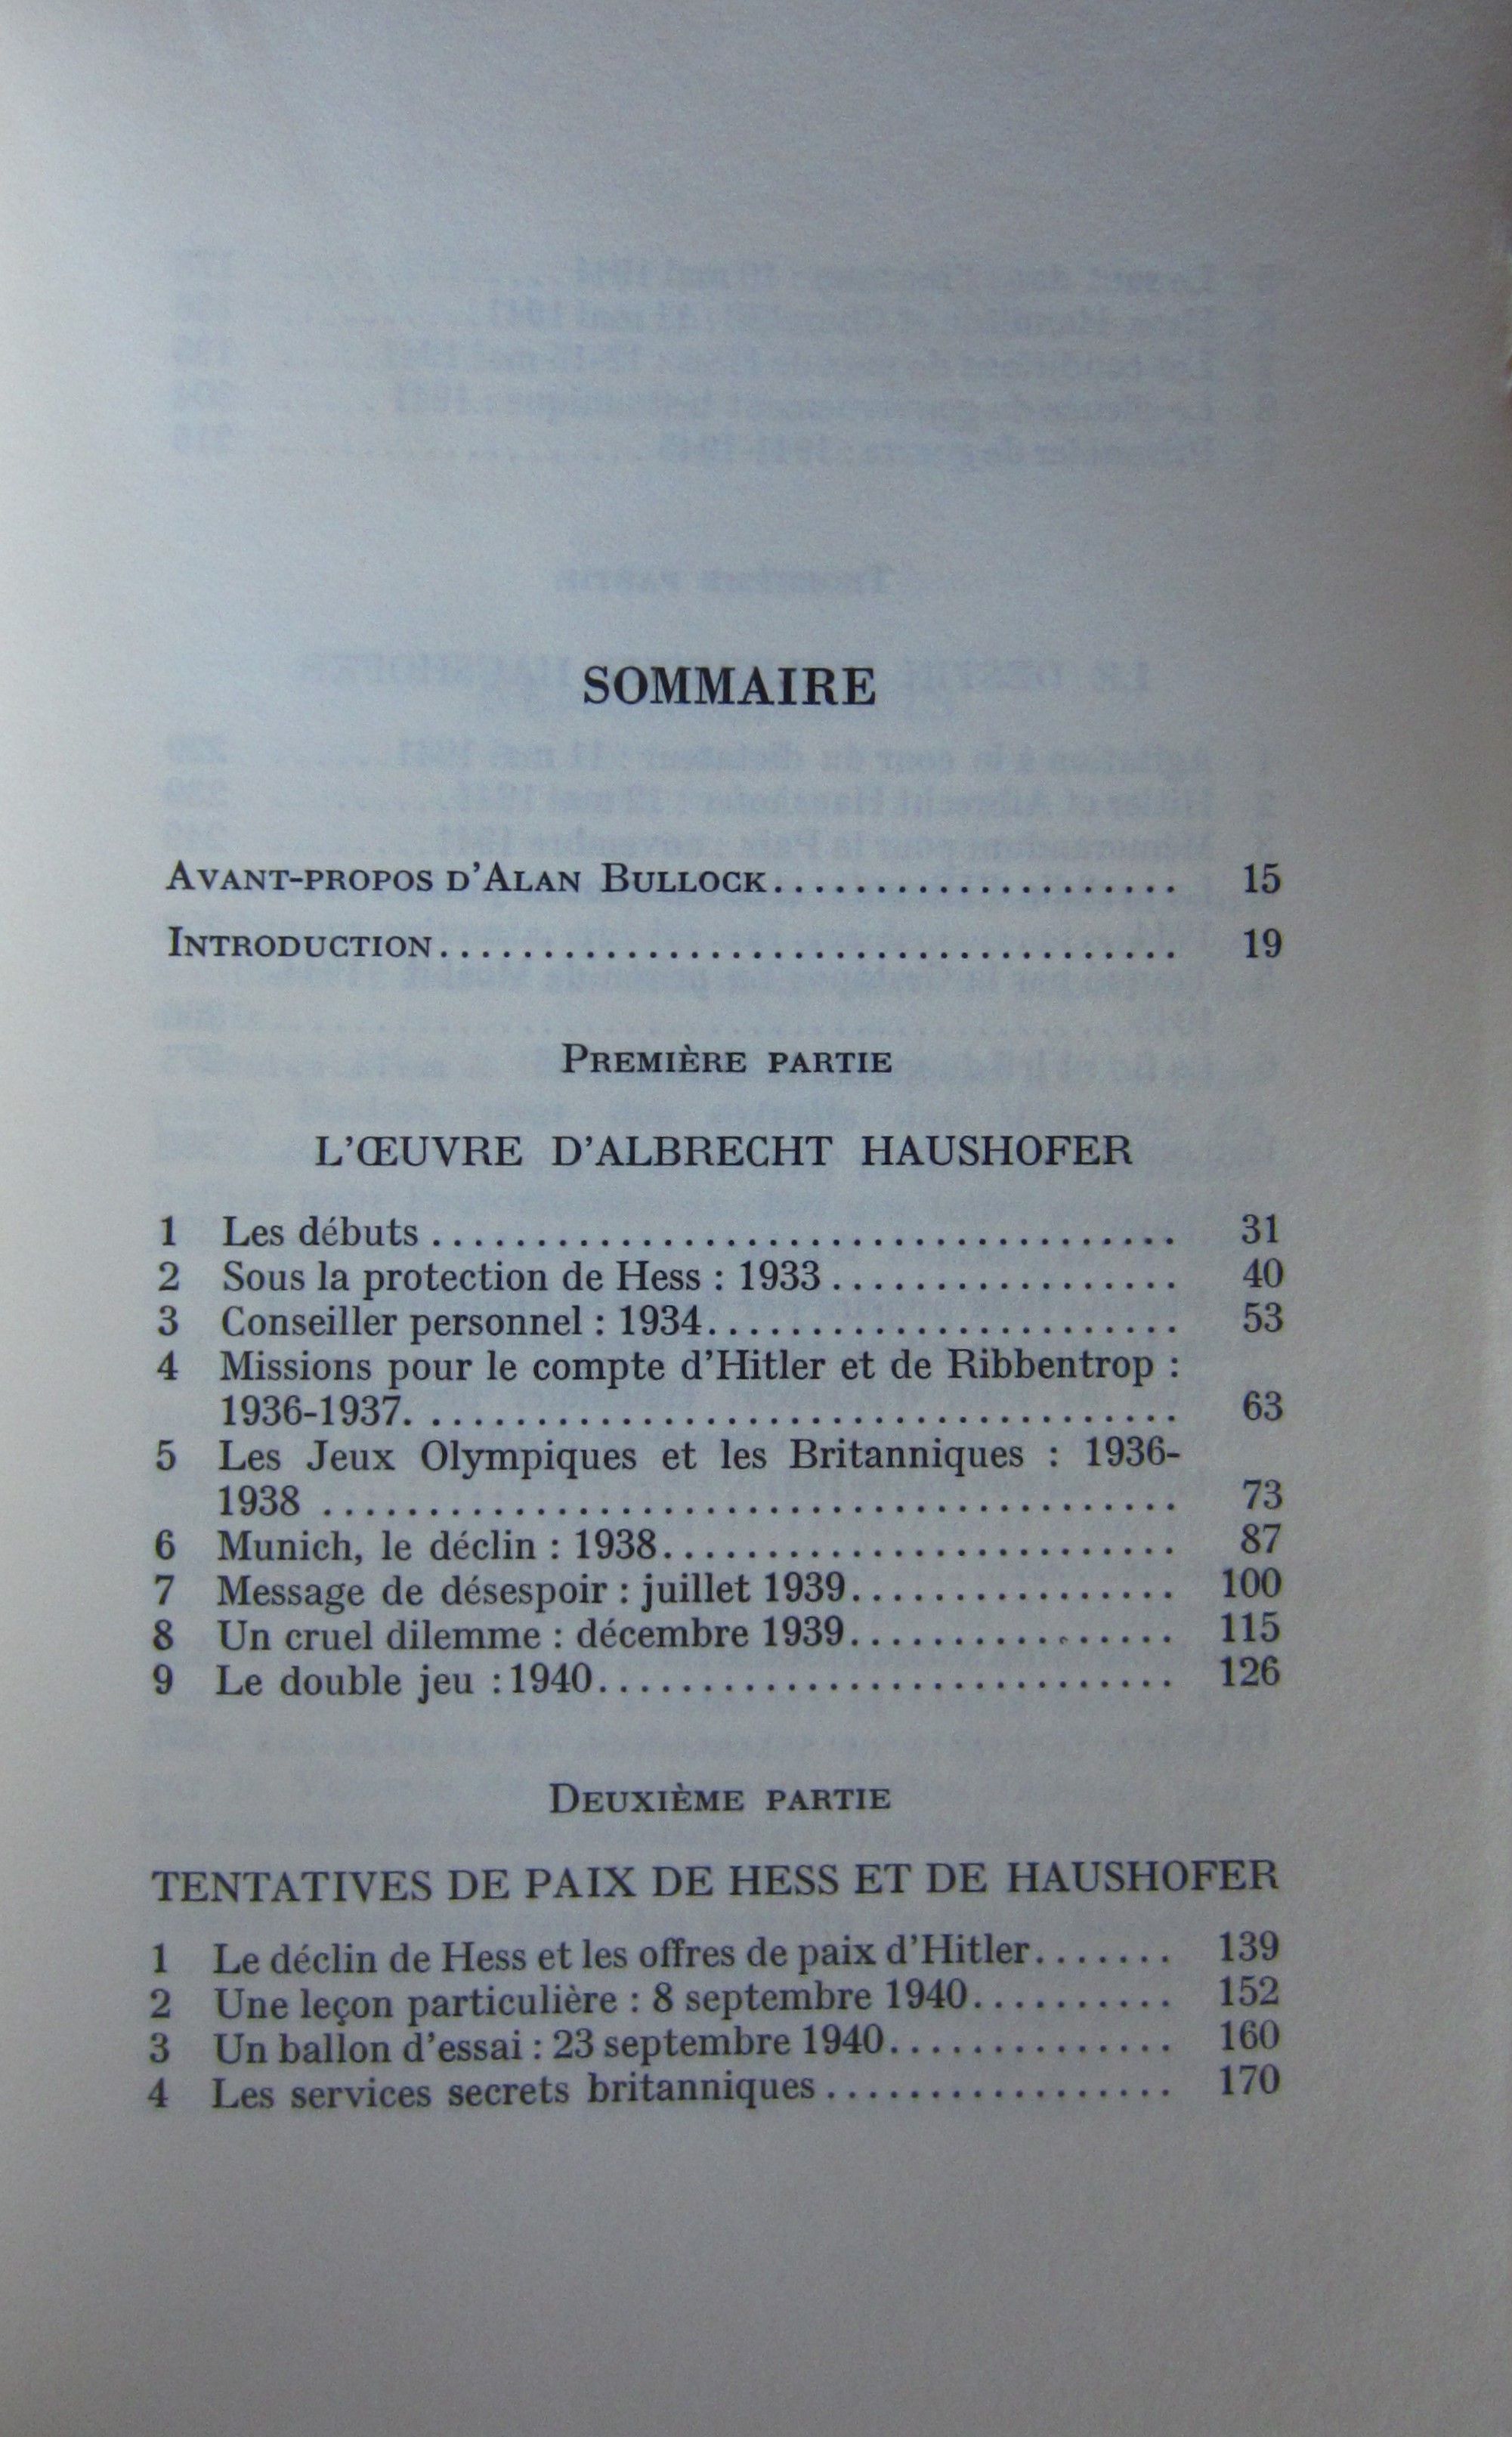 SOMMAIRE
AVANT-PROPOS D'ALAN BULLOCK..................... 15
INTRODUCTION..................................... 19
PREMIÈRE PARTIE
L'ŒUVRE D'ALBRECHT HAUSHOFER
1 Les débuts ..................................... 31
2 Sous la protection de Hess : 1933 ................. 40
3 Conseiller personnel : 1934........................ 53
4 Missions pour le compte d'Hitler et de Ribbentrop :
1936-1937. ..................................... 63
5 Les Jeux Olympiques et les Britanniques : 1936-
1938 .......................................... 73
6 Munich, le déclin : 1938.......................... 87
7 Message de désespoir : juillet 1939................ 100
8 Un cruel dilemme : décembre 1939................ 115
9 Le double jeu : 1940............................. 126
DEUXIÈME PARTIE
TENTATIVES DE PAIX DE HESS ET DE HAUSHOFER
1 Le déclin de Hess et les offres de paix d'Hitler....... 139
2 Une leçon particulière : 8 septembre 1940.......... 152
3 Un ballon d'essai : 23 septembre 1940.............. 160
4 Les services secrets britanniques ................. 170